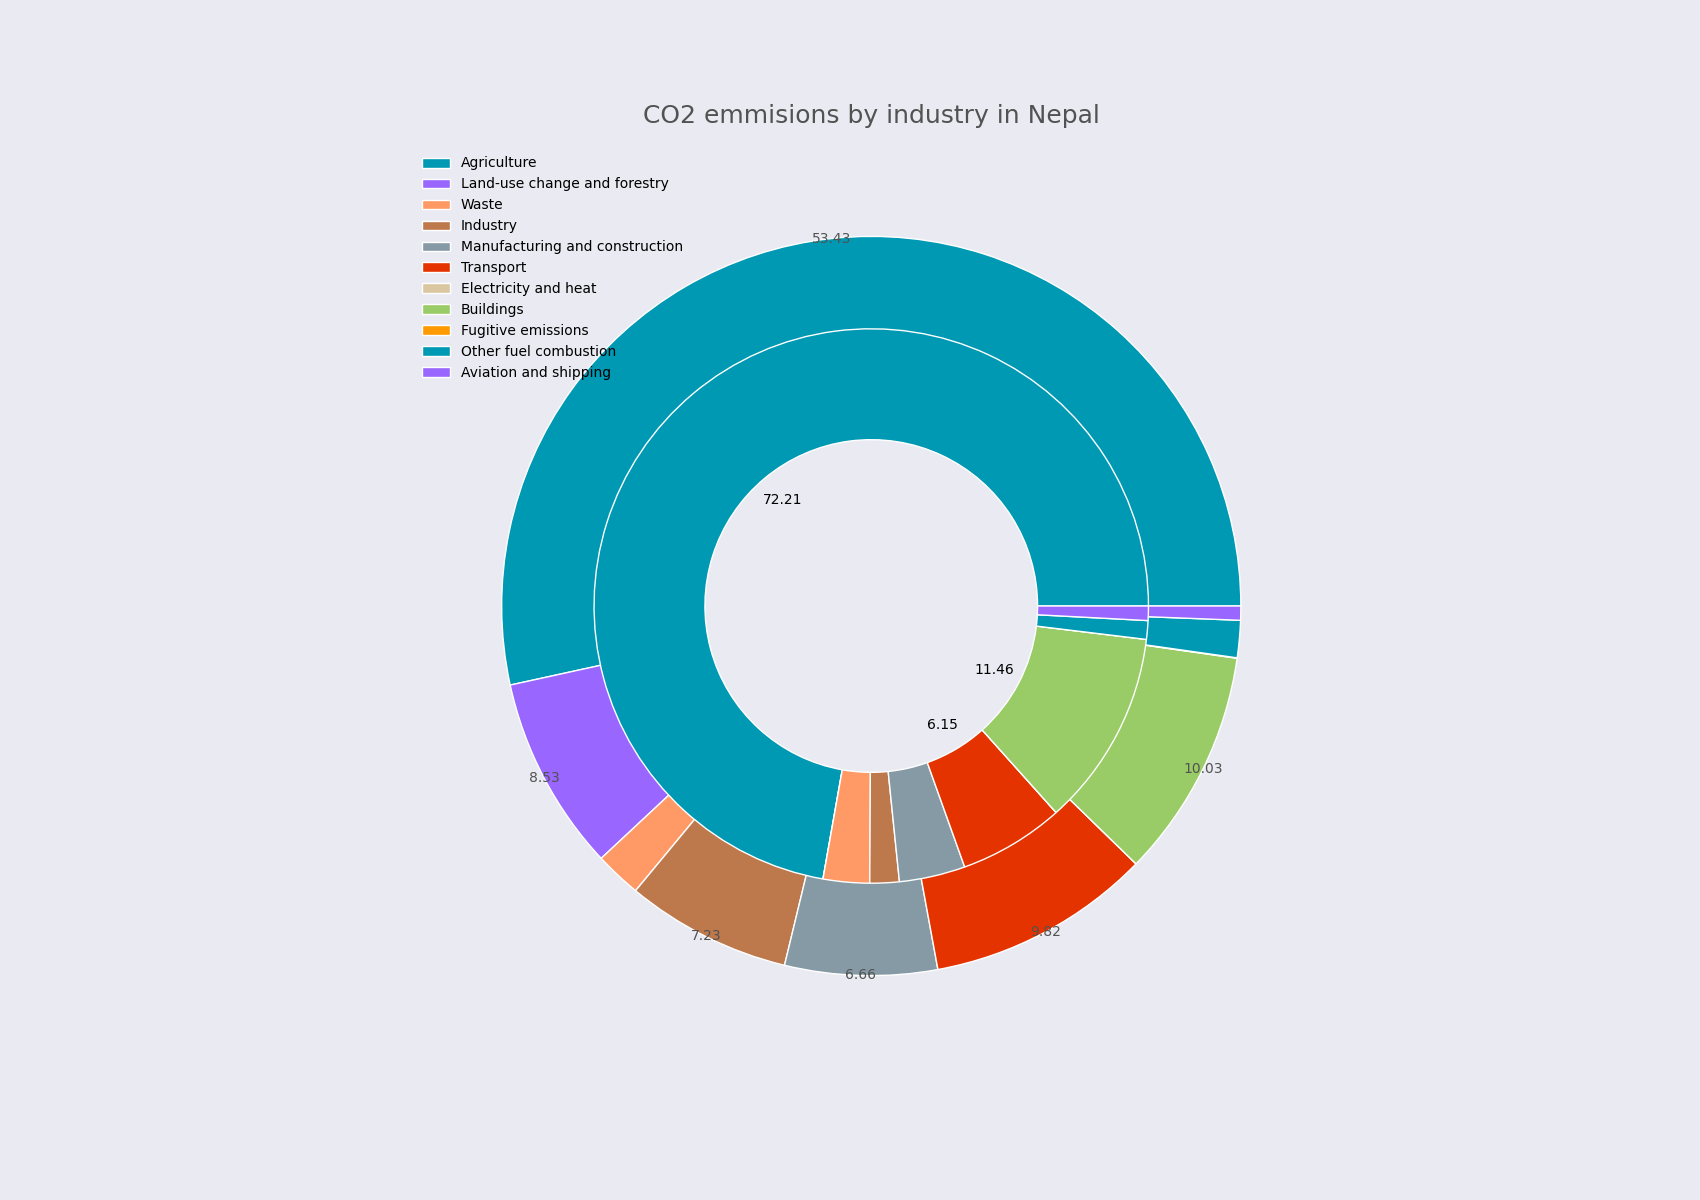 CO2 emmisions by industry in Nepal
Agriculture
Land-use change and forestry
Waste
Industry
Manufacturing and construction
Transport
Electricity and heat
Buildings
Fugitive emissions
Other fuel combustion
Aviation and shipping
53.43
72.21
11.46
6.15
10.03
8.53
9.82
7.23
6.66